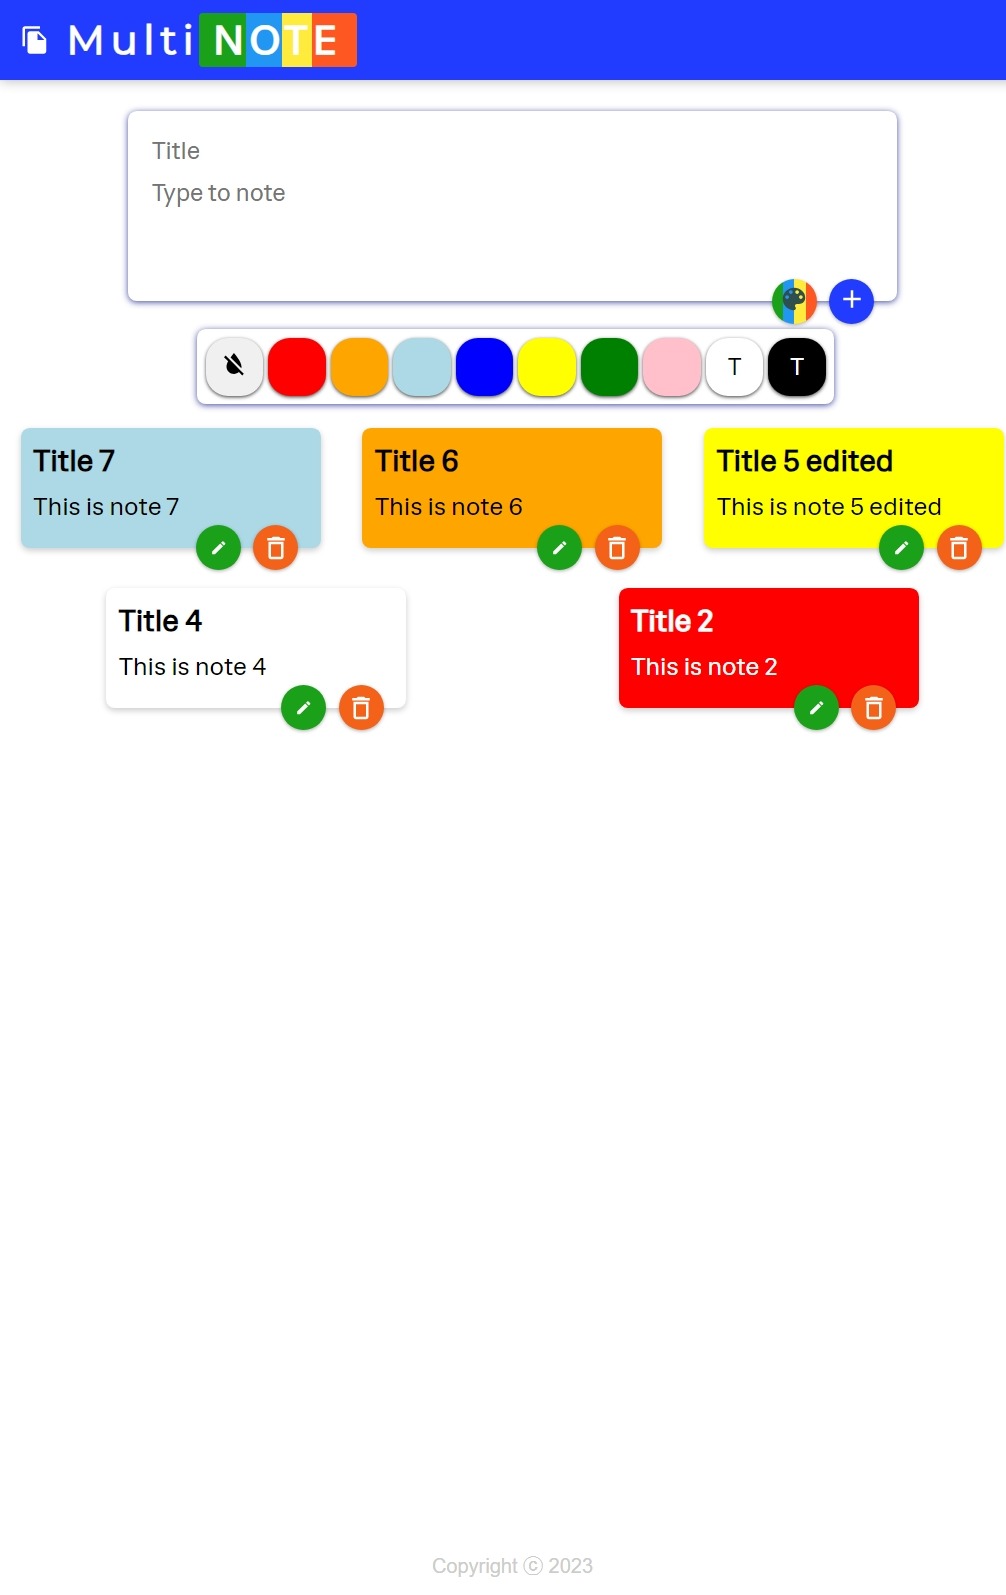 Multi NOTE
Title
Type to note
T T
Title 7
This is note 7
Title 6
This is note 6
Title 5 edited
This is note 5 edited
Title 4
This is note 4
Title 2
This is note 2
Copyright ⓒ 2023